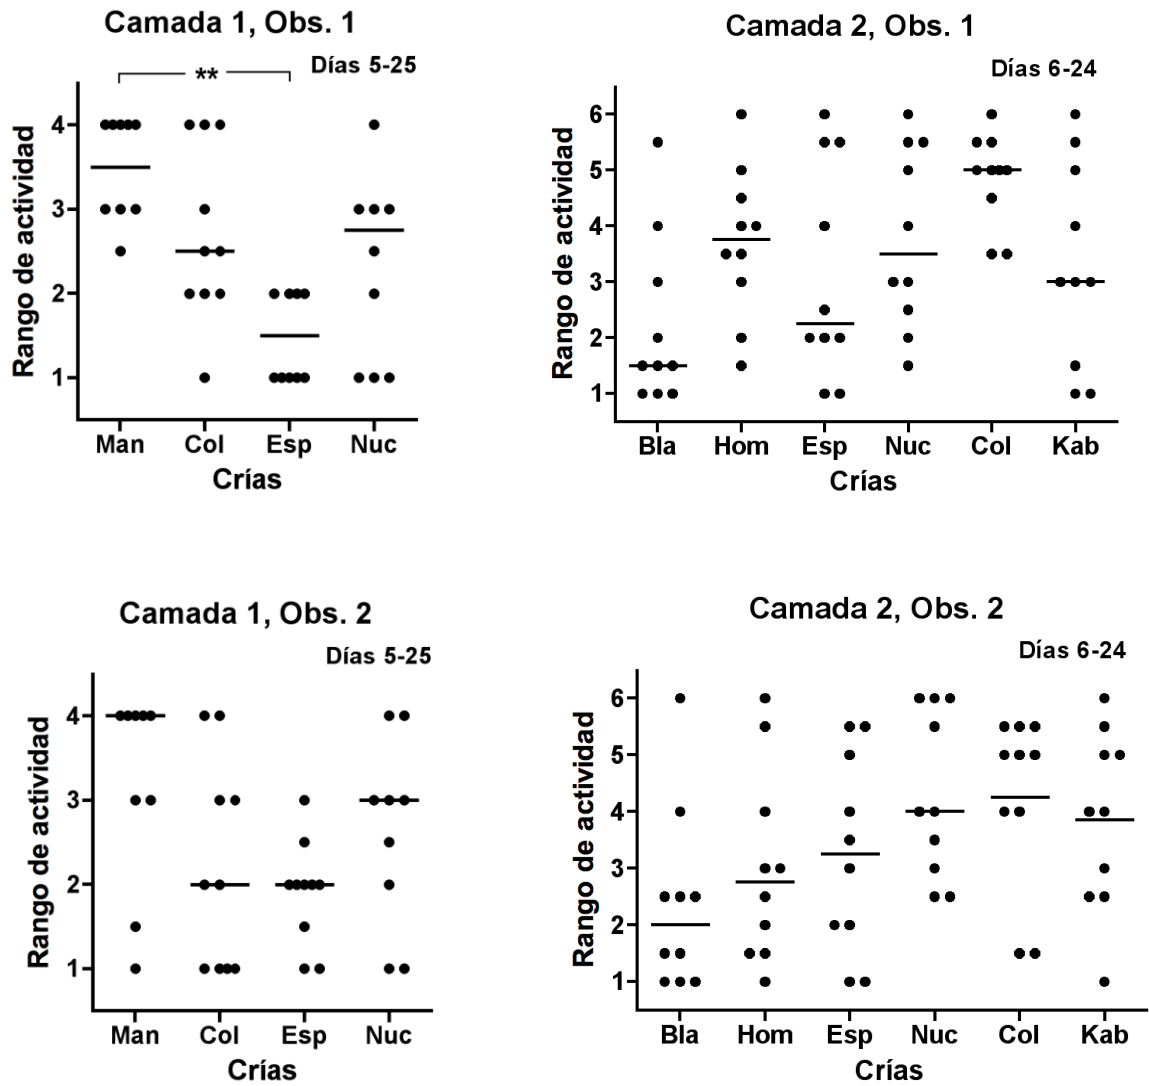 Camada 1, Obs. 1
Días 5-25
**
Rango de actividad
4
3
2
1
Man Col Esp Nuc
Crías
Camada 2, Obs. 1
Días 6-24
Rango de actividad
6
5
4
3
2
1
Bla Hom Esp Nuc Col Kab
Crías
Camada 1, Obs. 2
Días 5-25
Rango de actividad
4
3
2
1
Man Col Esp Nuc
Crías
Camada 2, Obs. 2
Días 6-24
Rango de actividad
6
5
4
3
2
1
Bla Hom Esp Nuc Col Kab
Crías